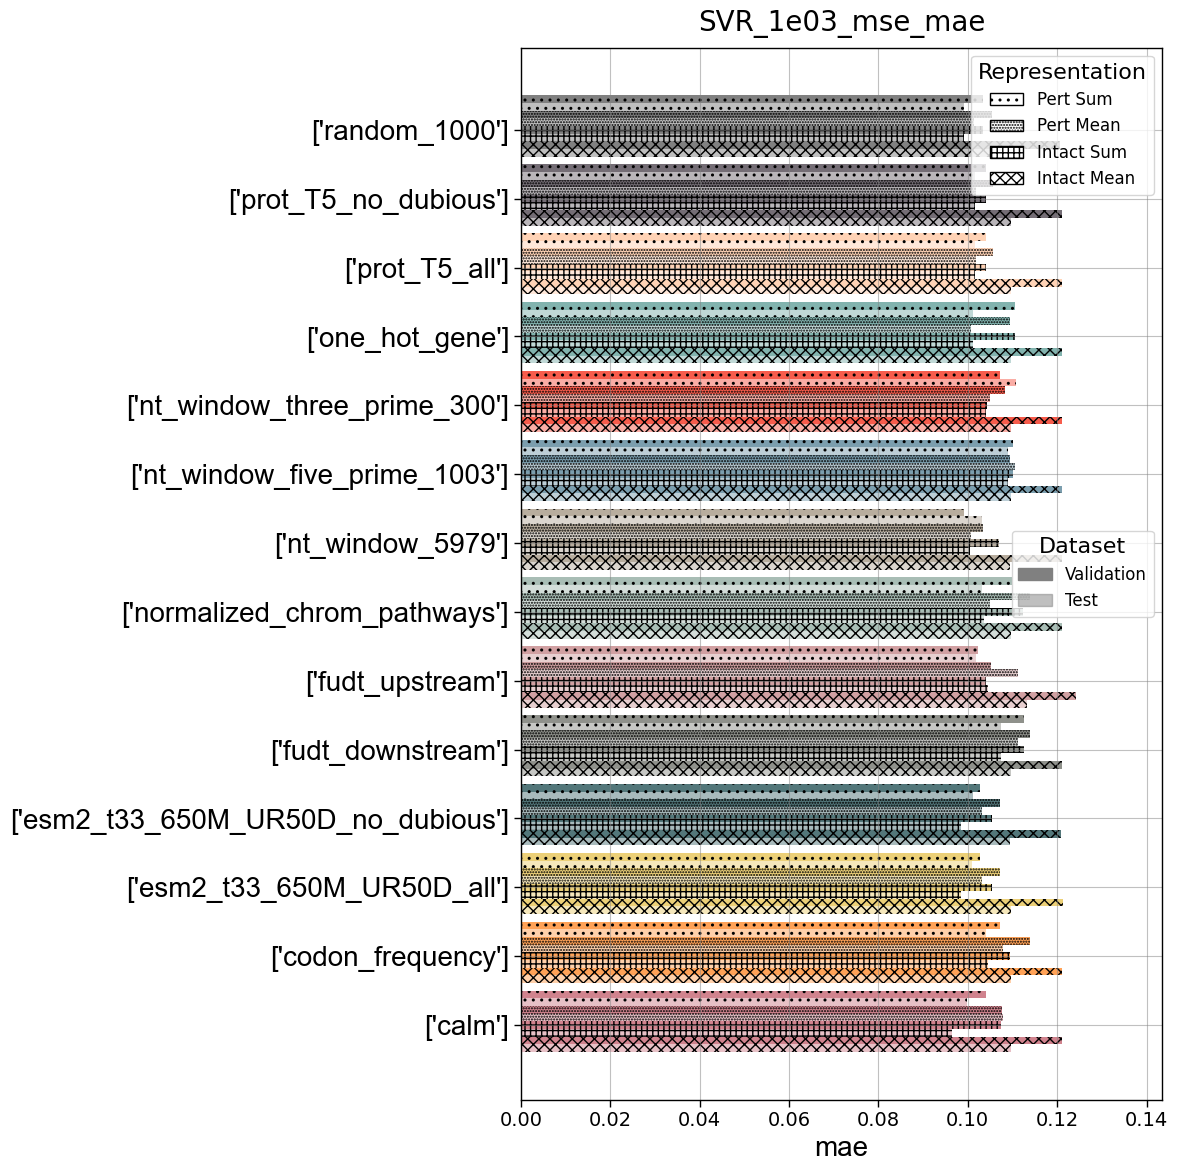 SVR_1e03_mse_mae
Representation
Pert Sum
Pert Mean
Intact Sum
Intact Mean
['random_1000']
['prot_T5_no_dubious']
['prot_T5_all']
['one_hot_gene']
['nt_window_three_prime_300']
['nt_window_five_prime_1003']
['nt_window_5979']
Dataset
Validation
Test
['normalized_chrom_pathways']
['fudt_upstream']
['fudt_downstream']
['esm2_t33_650M_UR50D_no_dubious']
['esm2_t33_650M_UR50D_all']
['codon_frequency']
['calm']
0.00 0.02 0.04 0.06 0.08 0.10 0.12 0.14
mae